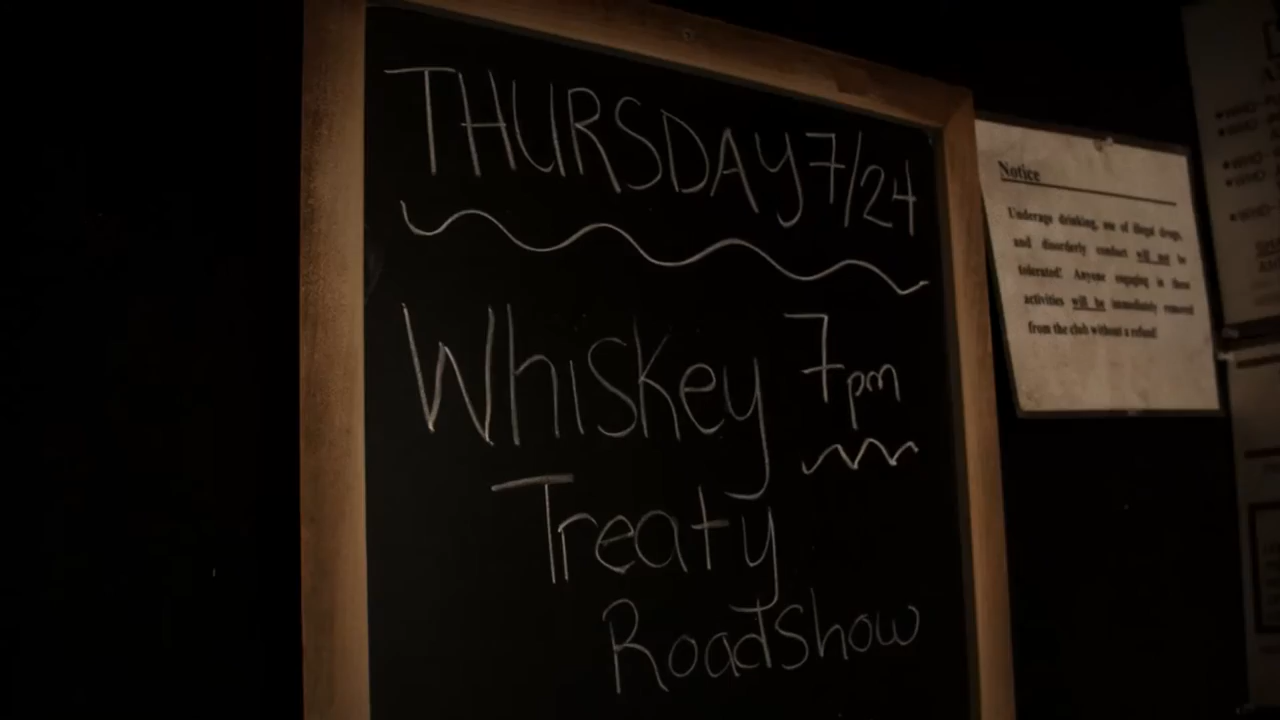 THURSDAY 7/24
Whiskey 7pm
Treaty
Roadshow
Notice
Underage drinking, use of illegal drugs,
and disorderly conduct will not be
tolerated! Anyone engaging in these
activities will be immediately removed
from the club without a refund!